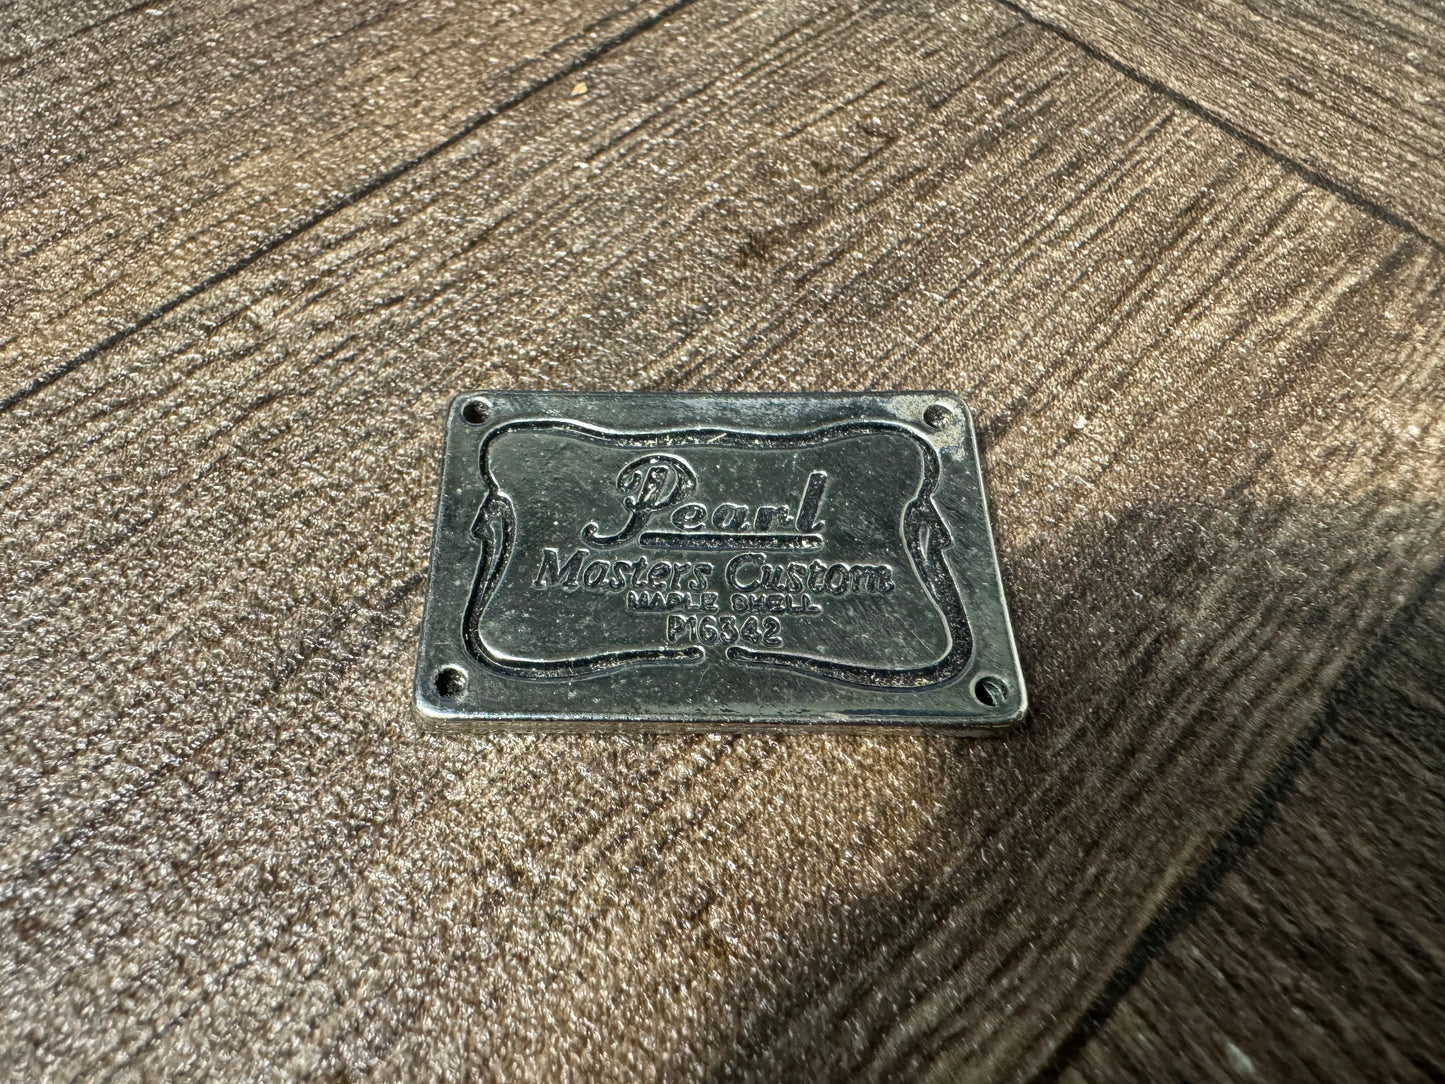 Pearl
Masters Custom
MAPLE SHELL
P16342